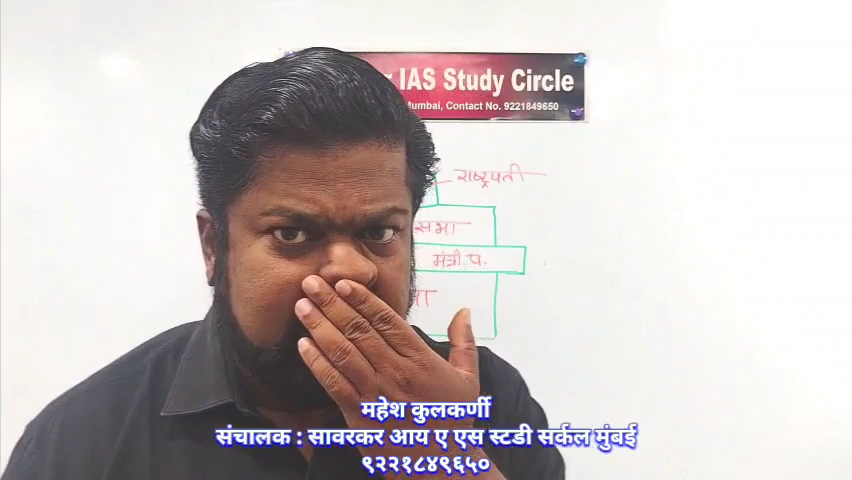 IAS Study Circle
Mumbai, Contact No. 9221849650
राष्ट्रपती
सभा
मंत्री. प.
महेश कुलकर्णी
संचालक : सावरकर आय ए एस स्टडी सर्कल मुंबई
९२२१८४९६५०